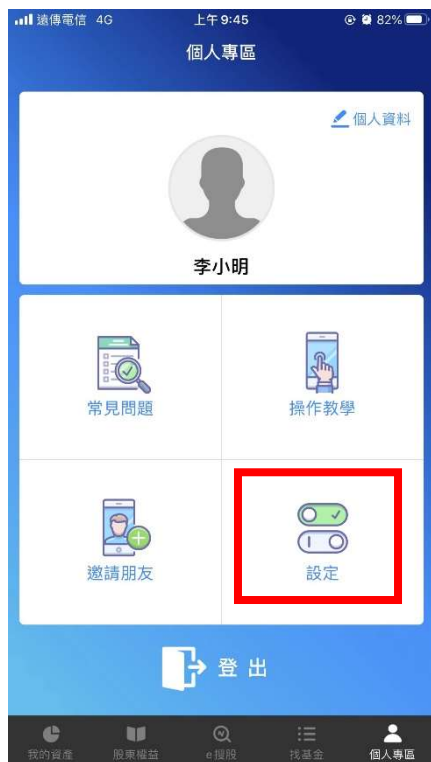 遠傳電信 4G 上午9:45 82%
個人專區
個人資料
李小明
常見問題 操作教學
邀請朋友 設定
登出
我的資產 股東權益 e搜股 找基金 個人專區